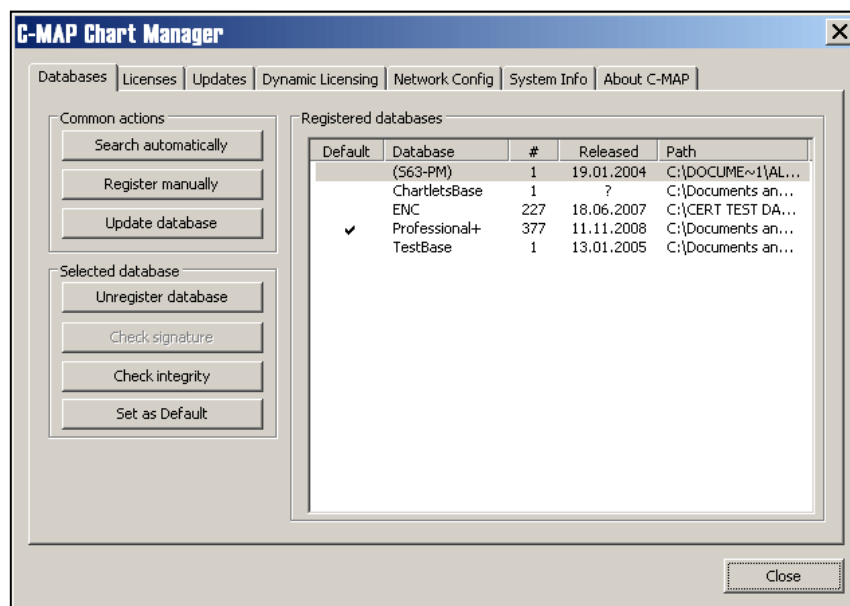 C-MAP Chart Manager
Databases Licenses Updates Dynamic Licensing Network Config System Info About C-MAP
Common actions
Search automatically
Register manually
Update database
Selected database
Unregister database
Check signature
Check integrity
Set as Default
Registered databases
Default Database # Released Path
(S63-PM) 1 19.01.2004 C:\DOCUME~1\AL...
ChartletsBase 1 ? C:\Documents an...
ENC 227 18.06.2007 C:\CERT TEST DA...
Professional+ 377 11.11.2008 C:\Documents an...
TestBase 1 13.01.2005 C:\Documents an...
Close